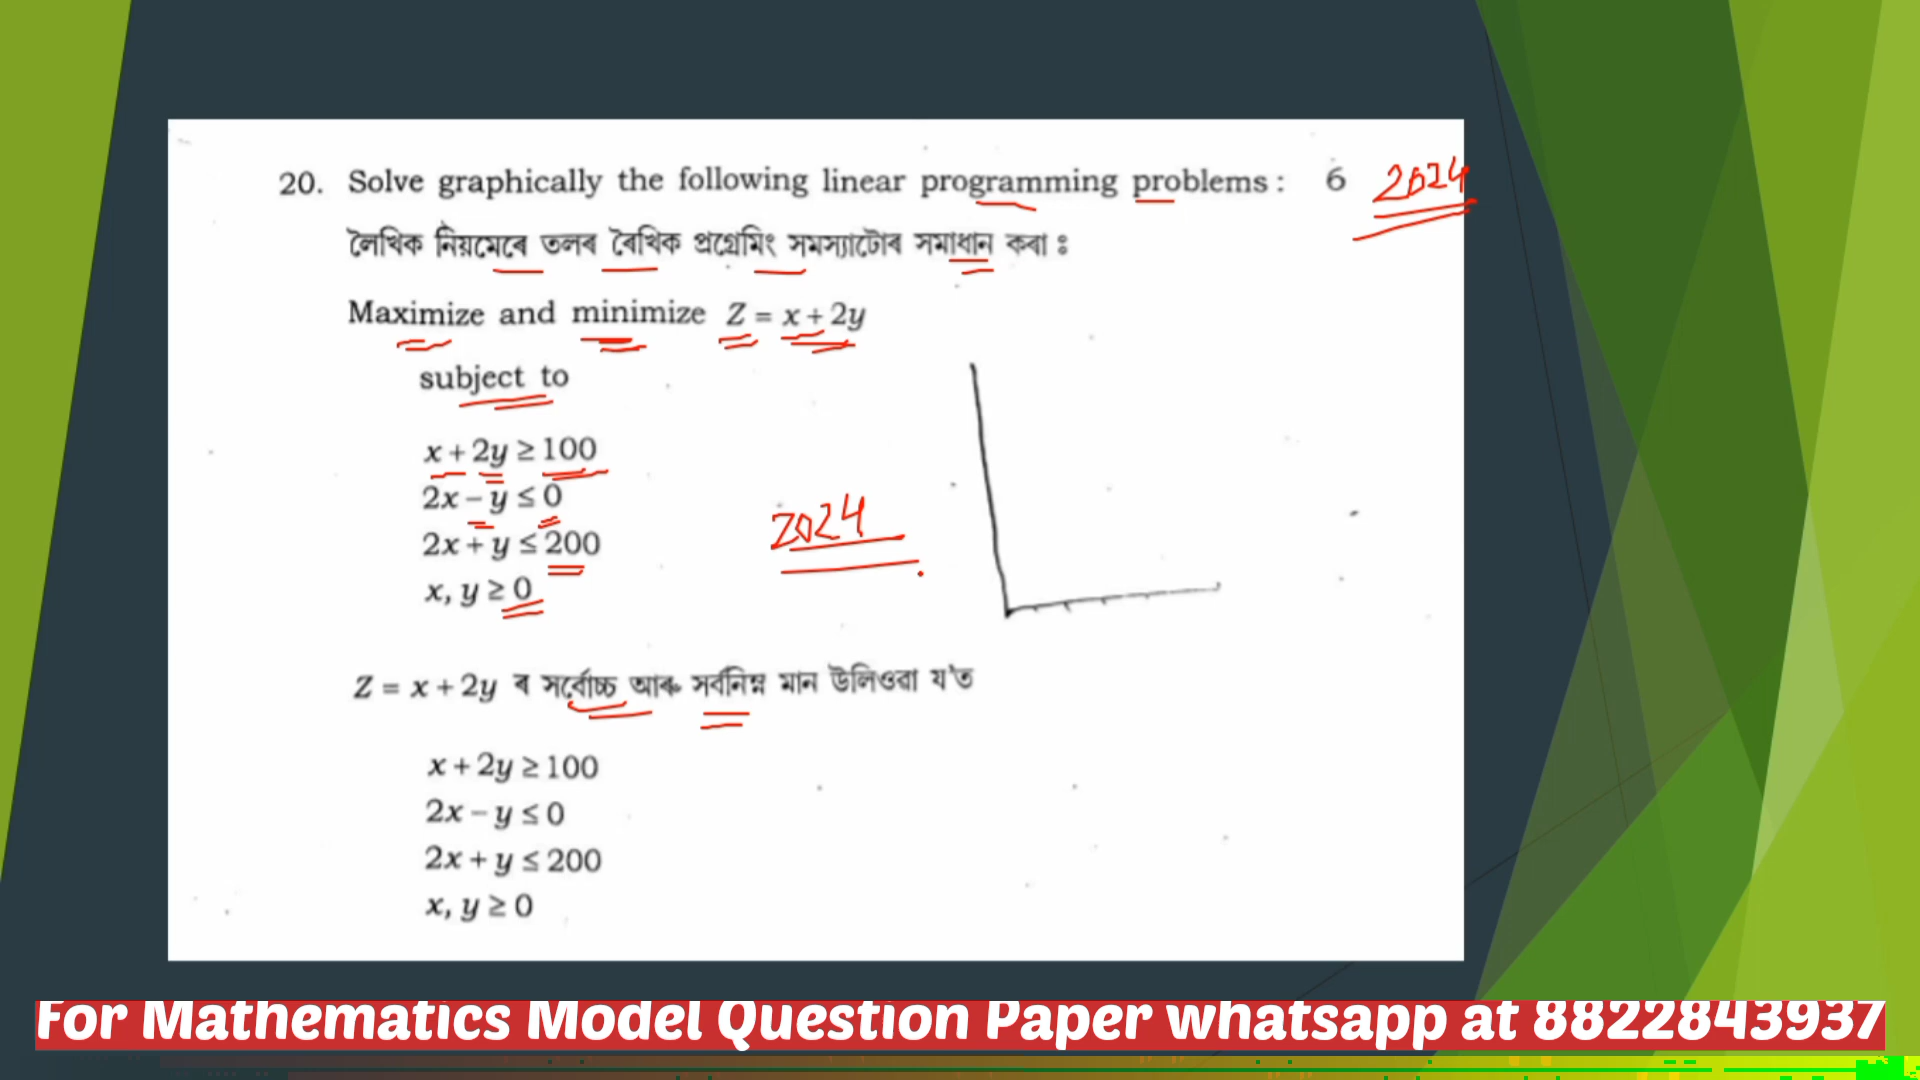 20. Solve graphically the following linear programming problems : 6 2024
লৈখিক নিয়মেৰে তলৰ ৰৈখিক প্ৰগ্ৰেমিং সমস্যাটোৰ সমাধান কৰা ঃ
Maximize and minimize Z = x + 2y
subject to
x + 2y ≥ 100
2x − y ≤ 0
2024
2x + y ≤ 200
x, y ≥ 0
Z = x + 2y ৰ সৰ্বোচ্চ আৰু সৰ্বনিম্ন মান উলিওৱা য'ত
x + 2y ≥ 100
2x − y ≤ 0
2x + y ≤ 200
x, y ≥ 0
For Mathematics Model Question Paper whatsapp at 8822843937